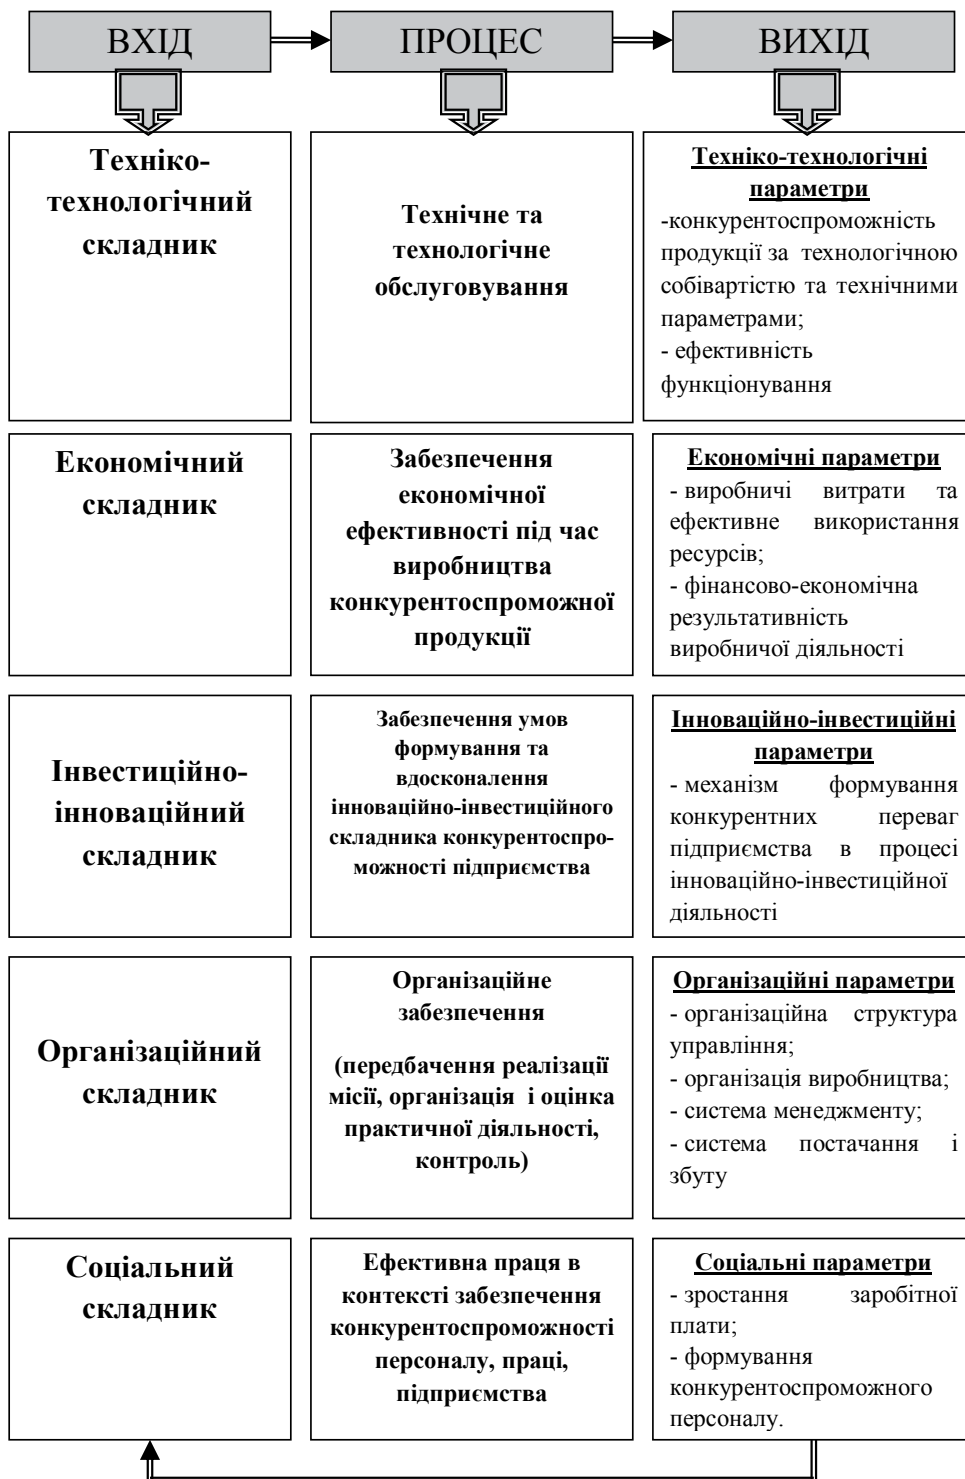 ВХІД
ПРОЦЕС
ВИХІД
Техніко-
технологічний
складник
Технічне та
технологічне
обслуговування
Техніко-технологічні
параметри
-конкурентоспроможність
продукції за технологічною
собівартістю та технічними
параметрами;
- ефективність
функціонування
Економічний
складник
Забезпечення
економічної
ефективності під час
виробництва
конкурентоспроможної
продукції
Економічні параметри
- виробничі витрати та
ефективне використання
ресурсів;
- фінансово-економічна
результативність
виробничої діяльності
Інвестиційно-
інноваційний
складник
Забезпечення умов
формування та
вдосконалення
інноваційно-інвестиційного
складника конкурентоспро-
можності підприємства
Інноваційно-інвестиційні
параметри
- механізм формування
конкурентних переваг
підприємства в процесі
інноваційно-інвестиційної
діяльності
Організаційний
складник
Організаційне
забезпечення
(передбачення реалізації
місії, організація і оцінка
практичної діяльності,
контроль)
Організаційні параметри
- організаційна структура
управління;
- організація виробництва;
- система менеджменту;
- система постачання і
збуту
Соціальний
складник
Ефективна праця в
контексті забезпечення
конкурентоспроможності
персоналу, праці,
підприємства
Соціальні параметри
- зростання заробітної
плати;
- формування
конкурентоспроможного
персоналу.